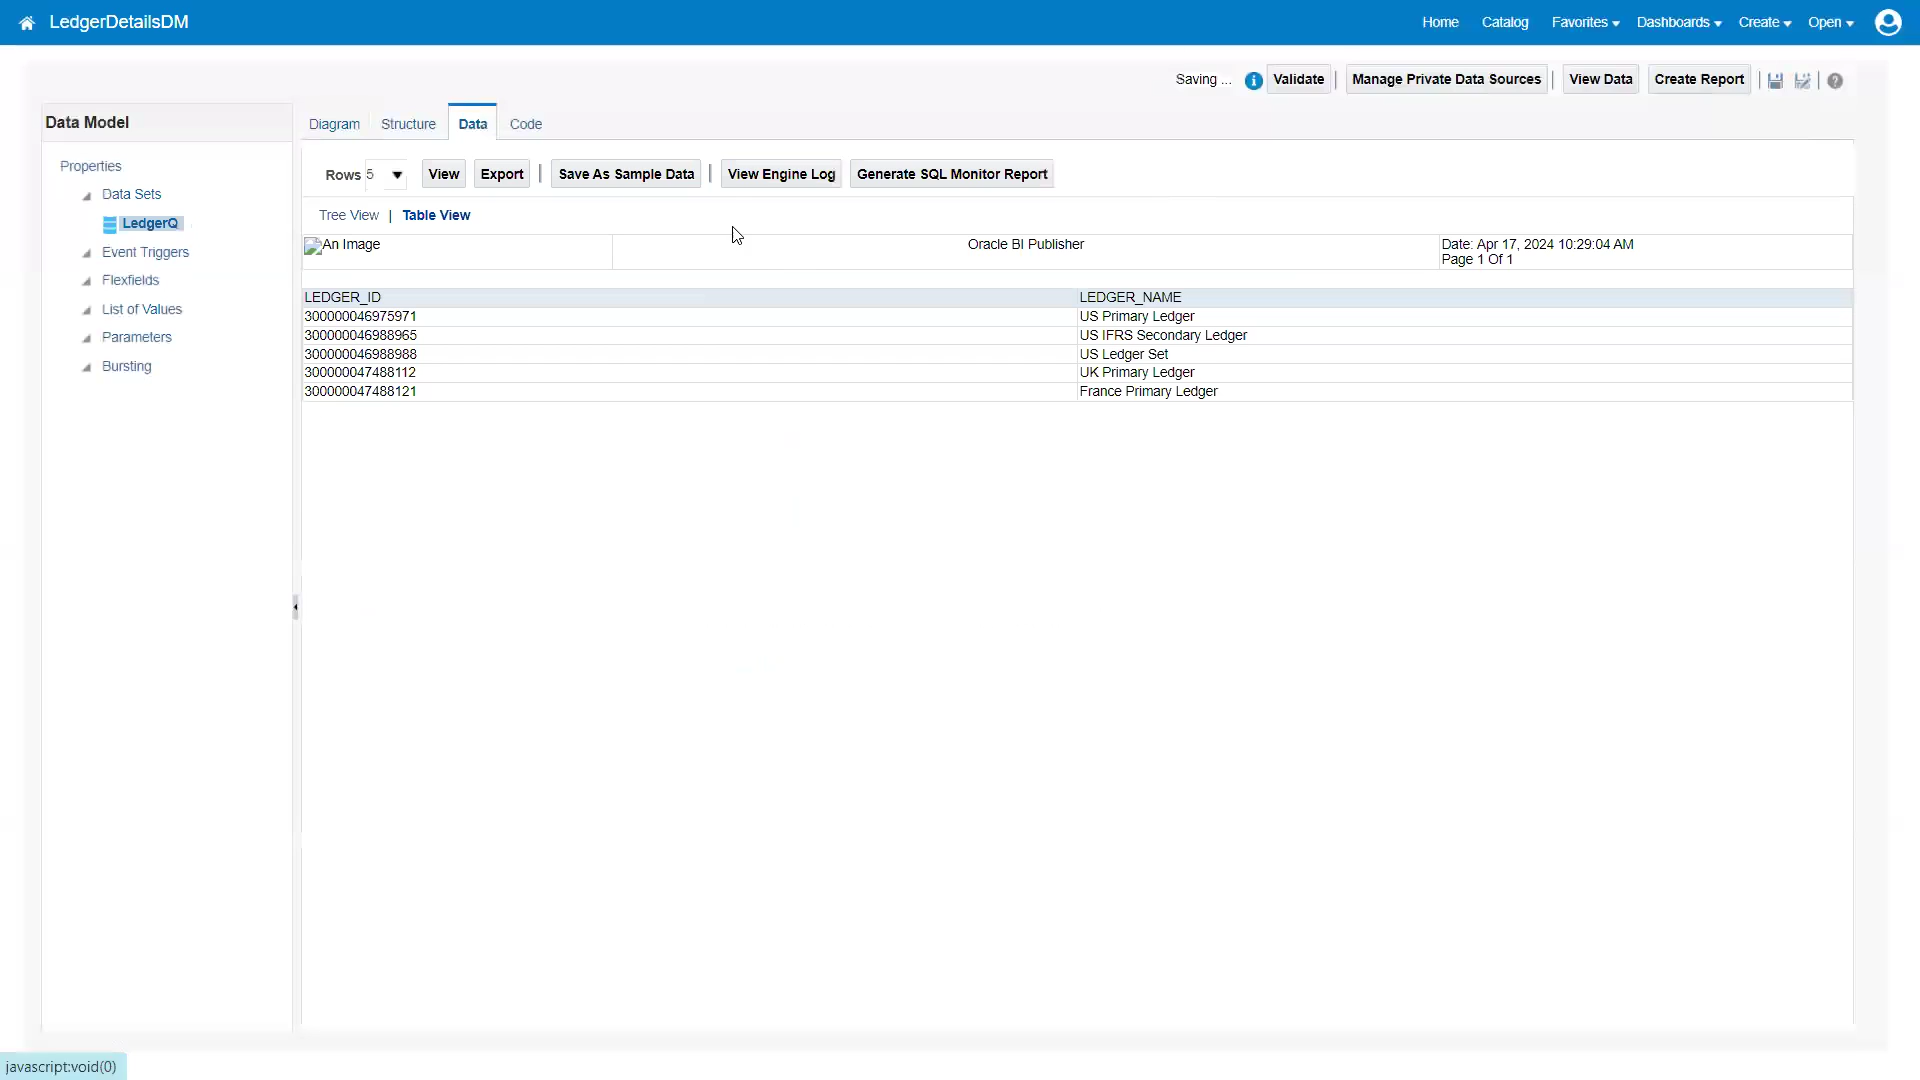 LedgerDetailsDM
Home Catalog Favorites Dashboards Create Open
Saving ... Validate Manage Private Data Sources View Data Create Report
Data Model
Diagram Structure Data Code
Properties
Data Sets
LedgerQ
Event Triggers
Flexfields
List of Values
Parameters
Bursting
Rows 5 View Export Save As Sample Data View Engine Log Generate SQL Monitor Report
Tree View | Table View
An Image Oracle BI Publisher Date: Apr 17, 2024 10:29:04 AM
Page 1 Of 1
LEDGER_ID LEDGER_NAME
300000046975971 US Primary Ledger
300000046988965 US IFRS Secondary Ledger
300000046988988 US Ledger Set
300000047488112 UK Primary Ledger
300000047488121 France Primary Ledger
javascript:void(0)